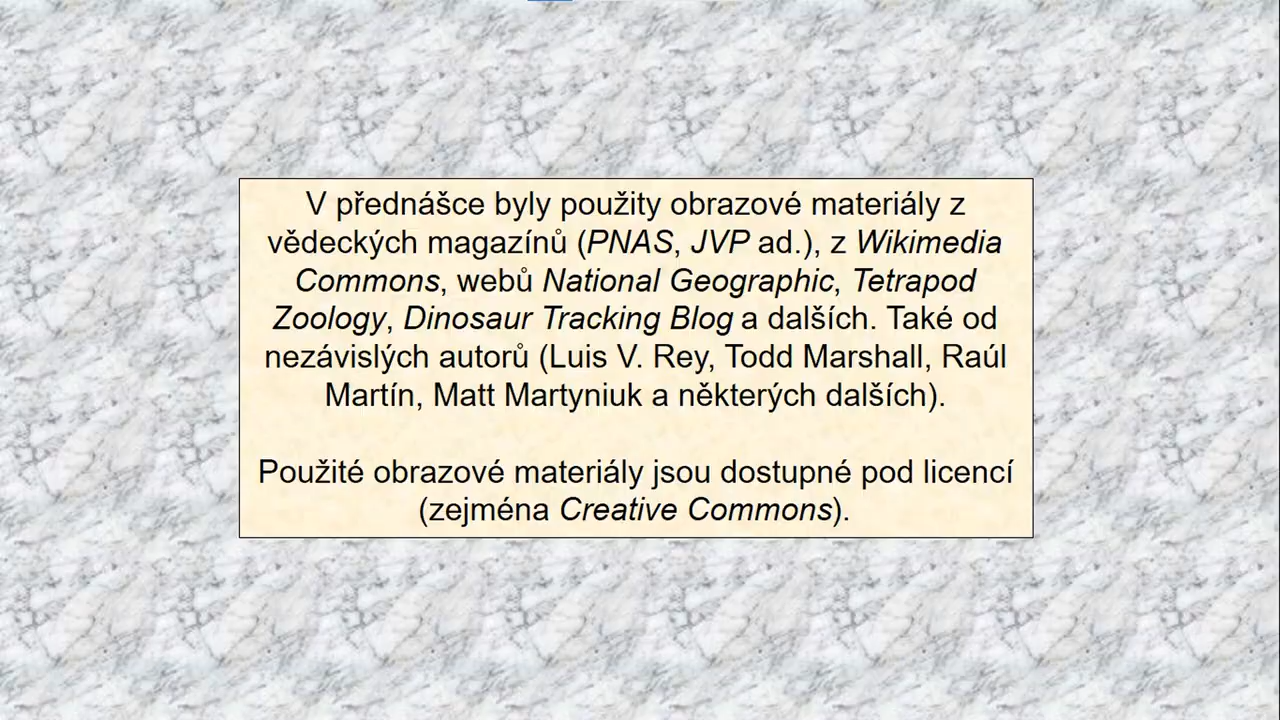 V přednášce byly použity obrazové materiály z
vědeckých magazínů (PNAS, JVP ad.), z Wikimedia
Commons, webů National Geographic, Tetrapod
Zoology, Dinosaur Tracking Blog a dalších. Také od
nezávislých autorů (Luis V. Rey, Todd Marshall, Raúl
Martín, Matt Martyniuk a některých dalších).
Použité obrazové materiály jsou dostupné pod licencí
(zejména Creative Commons).